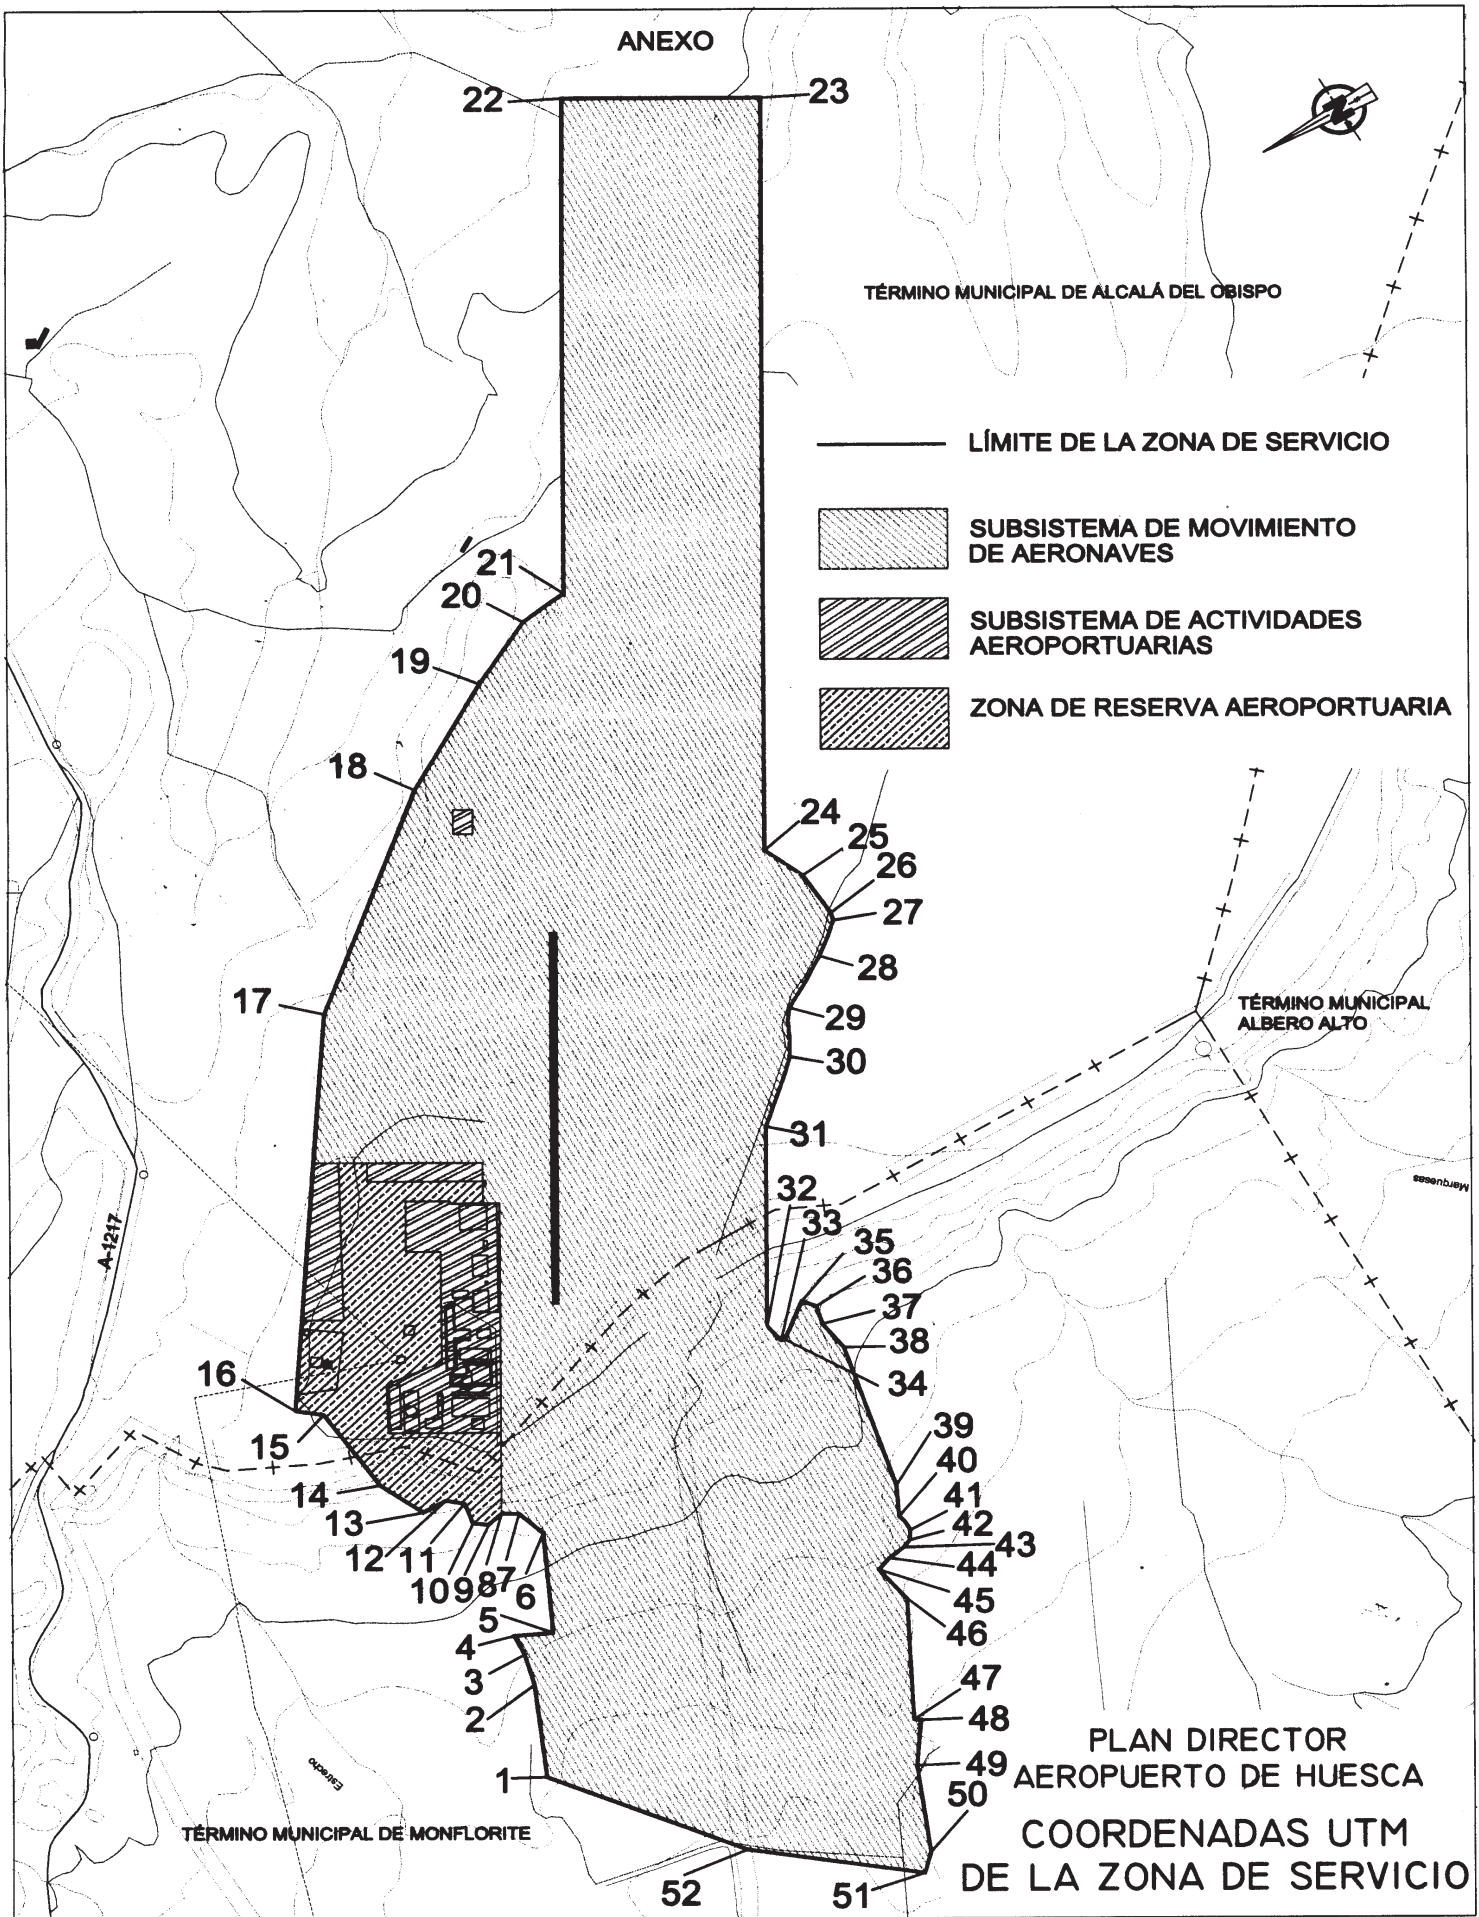 ANEXO
22
23
TÉRMINO MUNICIPAL DE ALCALÁ DEL OBISPO
LÍMITE DE LA ZONA DE SERVICIO
SUBSISTEMA DE MOVIMIENTO
DE AERONAVES
21
20
SUBSISTEMA DE ACTIVIDADES
AEROPORTUARIAS
19
ZONA DE RESERVA AEROPORTUARIA
18
24
25
26
27
28
17
29
TÉRMINO MUNICIPAL
ALBERO ALTO
30
31
Marquesas
32
33
A-1217
35
36
37
38
16
34
39
15
40
14
41
13
42
43
12
11
44
10
9
8
7
6
45
5
46
4
3
47
2
48
PLAN DIRECTOR
49
1
AEROPUERTO DE HUESCA
Estrecho
50
TÉRMINO MUNICIPAL DE MONFLORITE
COORDENADAS UTM
DE LA ZONA DE SERVICIO
52
51